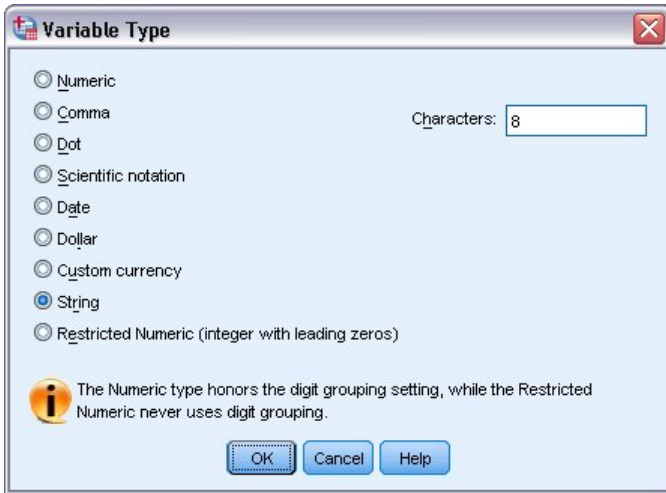 Variable Type
Numeric
Comma
Characters: 8
Dot
Scientific notation
Date
Dollar
Custom currency
String
Restricted Numeric (integer with leading zeros)
The Numeric type honors the digit grouping setting, while the Restricted
Numeric never uses digit grouping.
OK Cancel Help